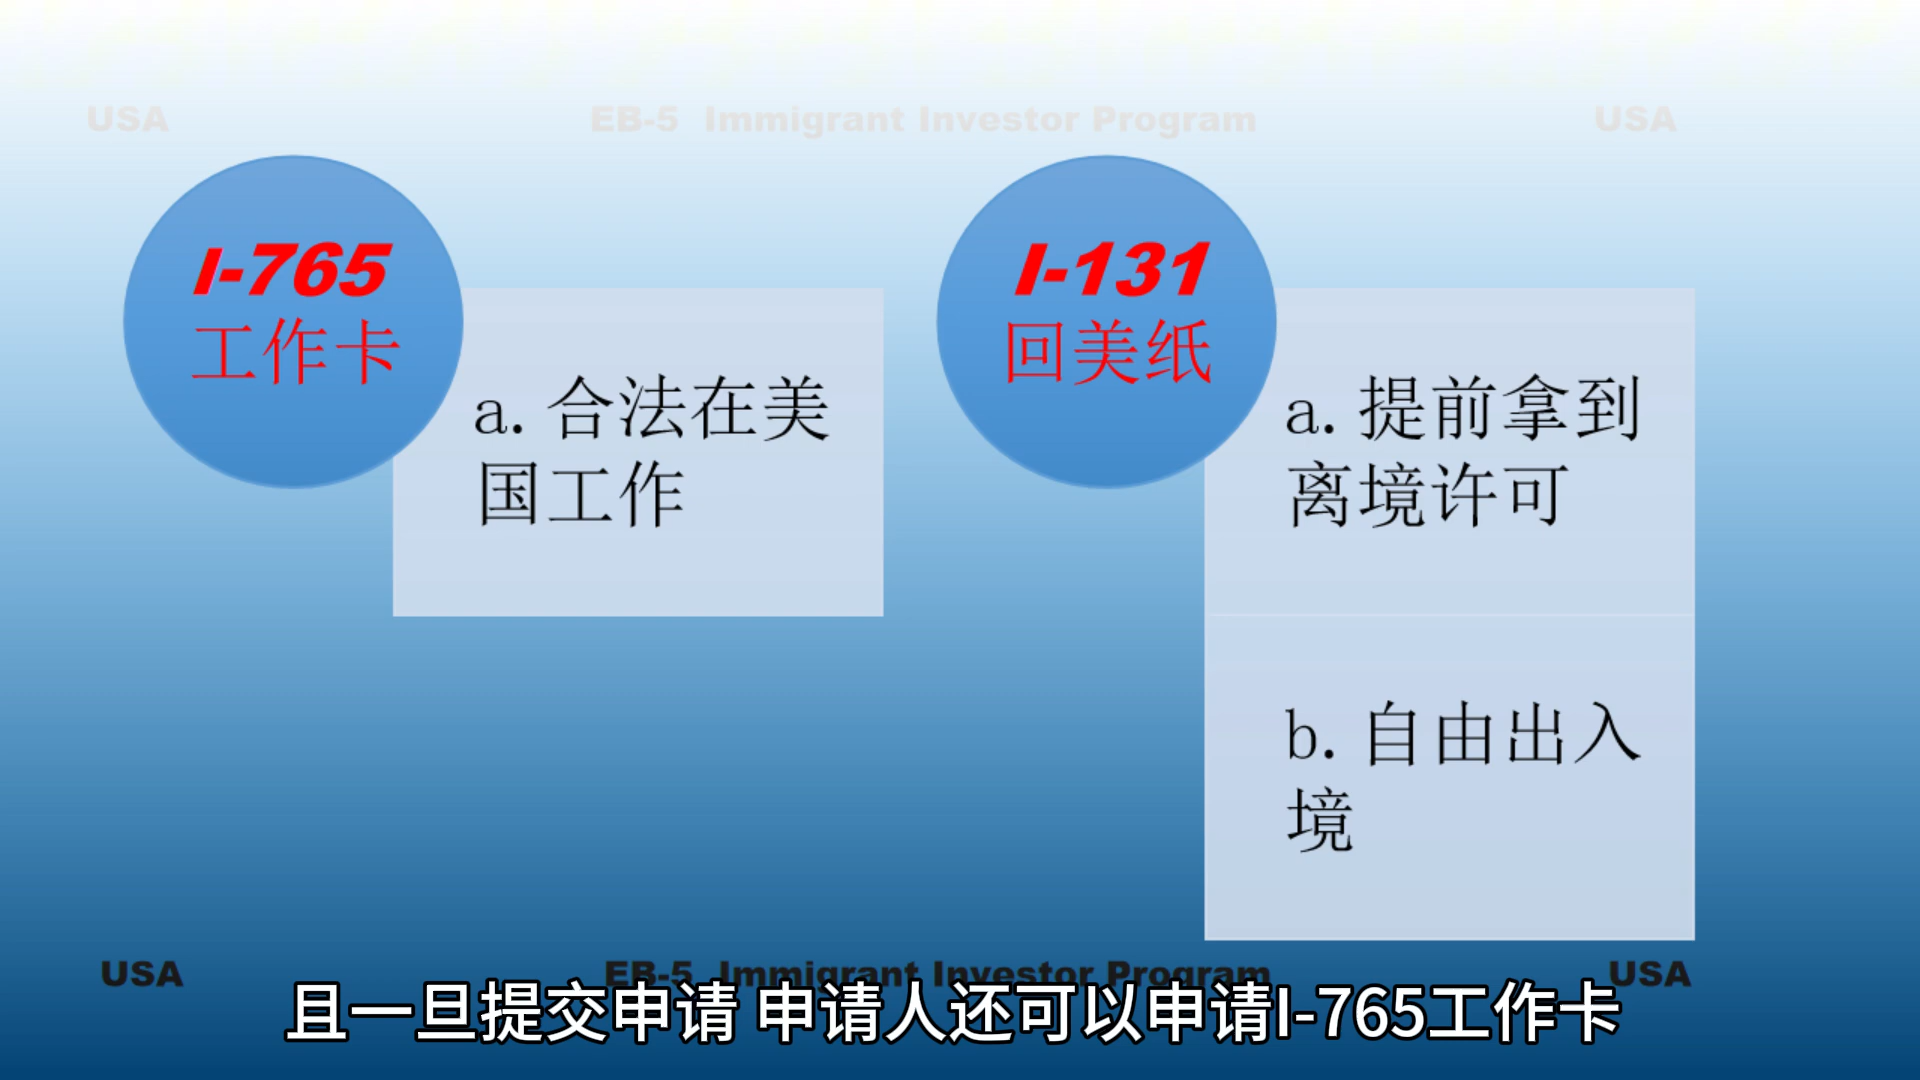 USA EB-5 Immigrant Investor Program USA
I-765
工作卡
a. 合法在美
国工作
I-131
回美纸
a. 提前拿到
离境许可
b. 自由出入
境
USA EB-5 Immigrant Investor Program USA
且一旦提交申请 申请人还可以申请I-765工作卡